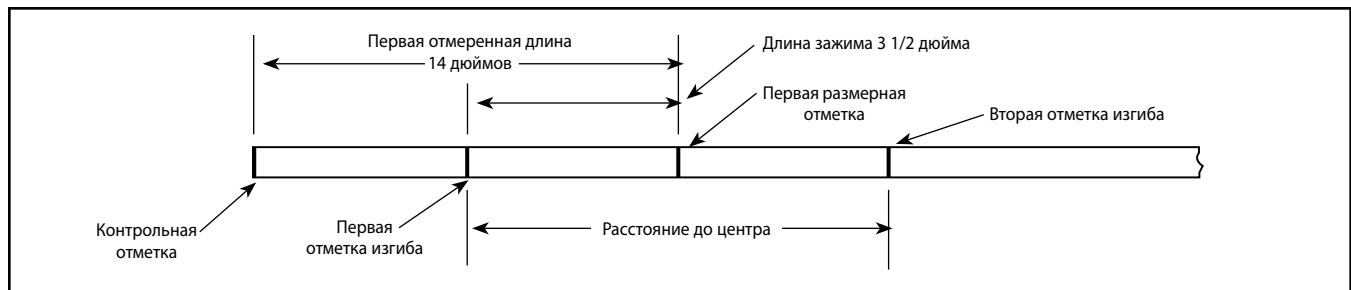 Первая отмеренная длина
14 дюймов
Длина зажима 3 1/2 дюйма
Первая размерная
отметка
Вторая отметка изгиба
Контрольная
отметка
Первая
отметка изгиба
Расстояние до центра